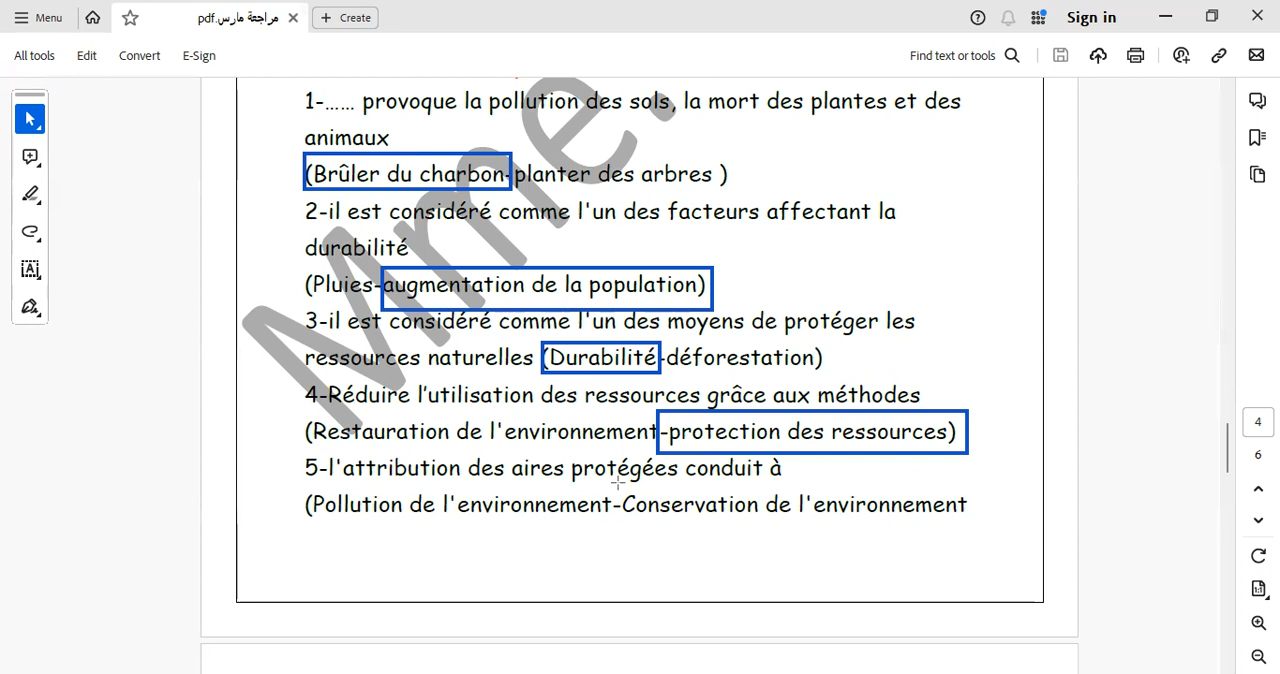 Menu
مراجعة مارس.pdf
Create
Sign in
All tools
Edit
Convert
E-Sign
Find text or tools
1-...... provoque la pollution des sols, la mort des plantes et des
animaux
(Brûler du charbon-planter des arbres )
2-il est considéré comme l'un des facteurs affectant la
durabilité
(Pluies-augmentation de la population)
3-il est considéré comme l'un des moyens de protéger les
ressources naturelles (Durabilité-déforestation)
4-Réduire l'utilisation des ressources grâce aux méthodes
(Restauration de l'environnement-protection des ressources)
5-l'attribution des aires protégées conduit à
(Pollution de l'environnement-Conservation de l'environnement
Mme.
4
6